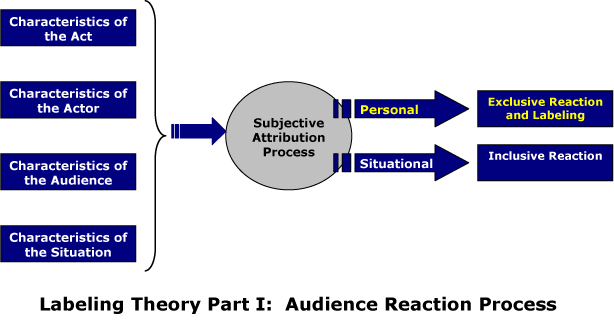 Characteristics of
the Act
Characteristics of
the Actor
Characteristics of
the Audience
Characteristics of
the Situation
Subjective
Attribution
Process
Personal
Situational
Exclusive Reaction
and Labeling
Inclusive Reaction
Labeling Theory Part I:  Audience Reaction Process